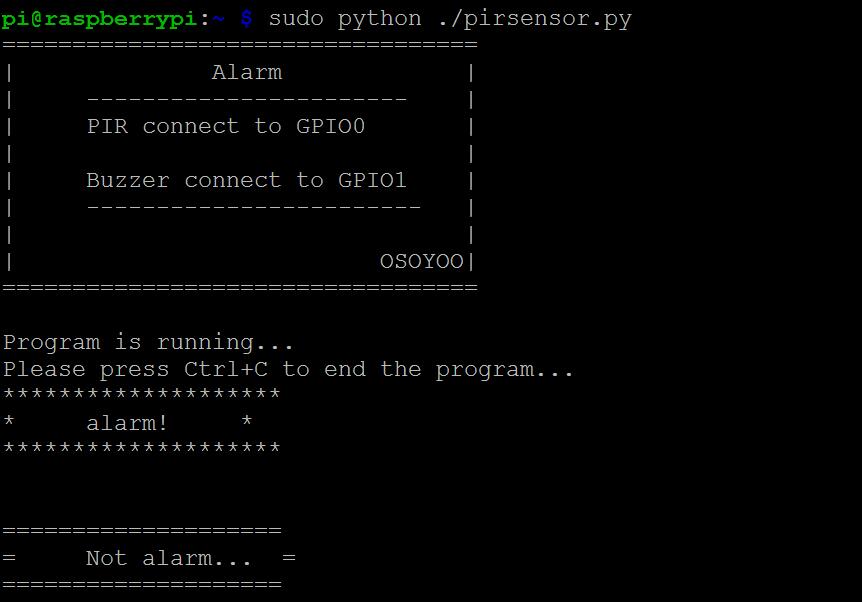 pi@raspberrypi:~ $ sudo python ./pirsensor.py
==================================
|              Alarm             |
|     -----------------------    |
|     PIR connect to GPIO0       |
|                                |
|     Buzzer connect to GPIO1    |
|     ------------------------   |
|                                |
|                          OSOYOO|
==================================

Program is running...
Please press Ctrl+C to end the program...
********************
*     alarm!     *
********************

====================
=     Not alarm...  =
====================